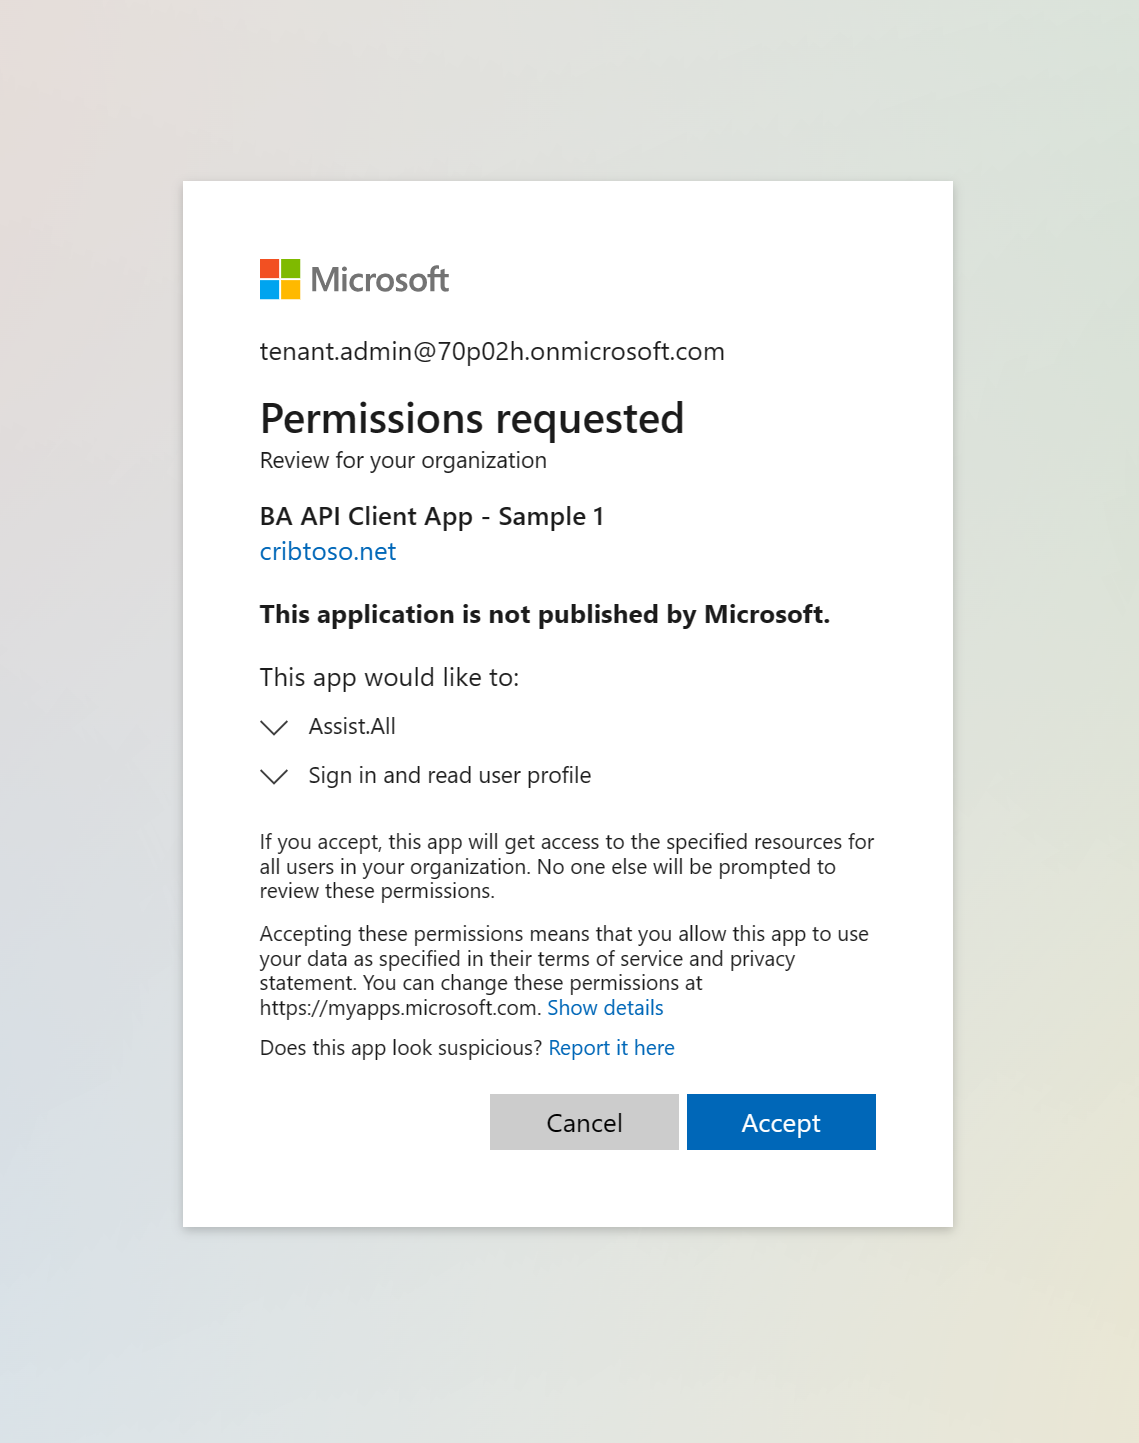 Microsoft
tenant.admin@70p02h.onmicrosoft.com
Permissions requested
Review for your organization
BA API Client App - Sample 1
cribtoso.net
This application is not published by Microsoft.
This app would like to:
Assist.All
Sign in and read user profile
If you accept, this app will get access to the specified resources for
all users in your organization. No one else will be prompted to
review these permissions.
Accepting these permissions means that you allow this app to use
your data as specified in their terms of service and privacy
statement. You can change these permissions at
https://myapps.microsoft.com. Show details
Does this app look suspicious? Report it here
Cancel Accept